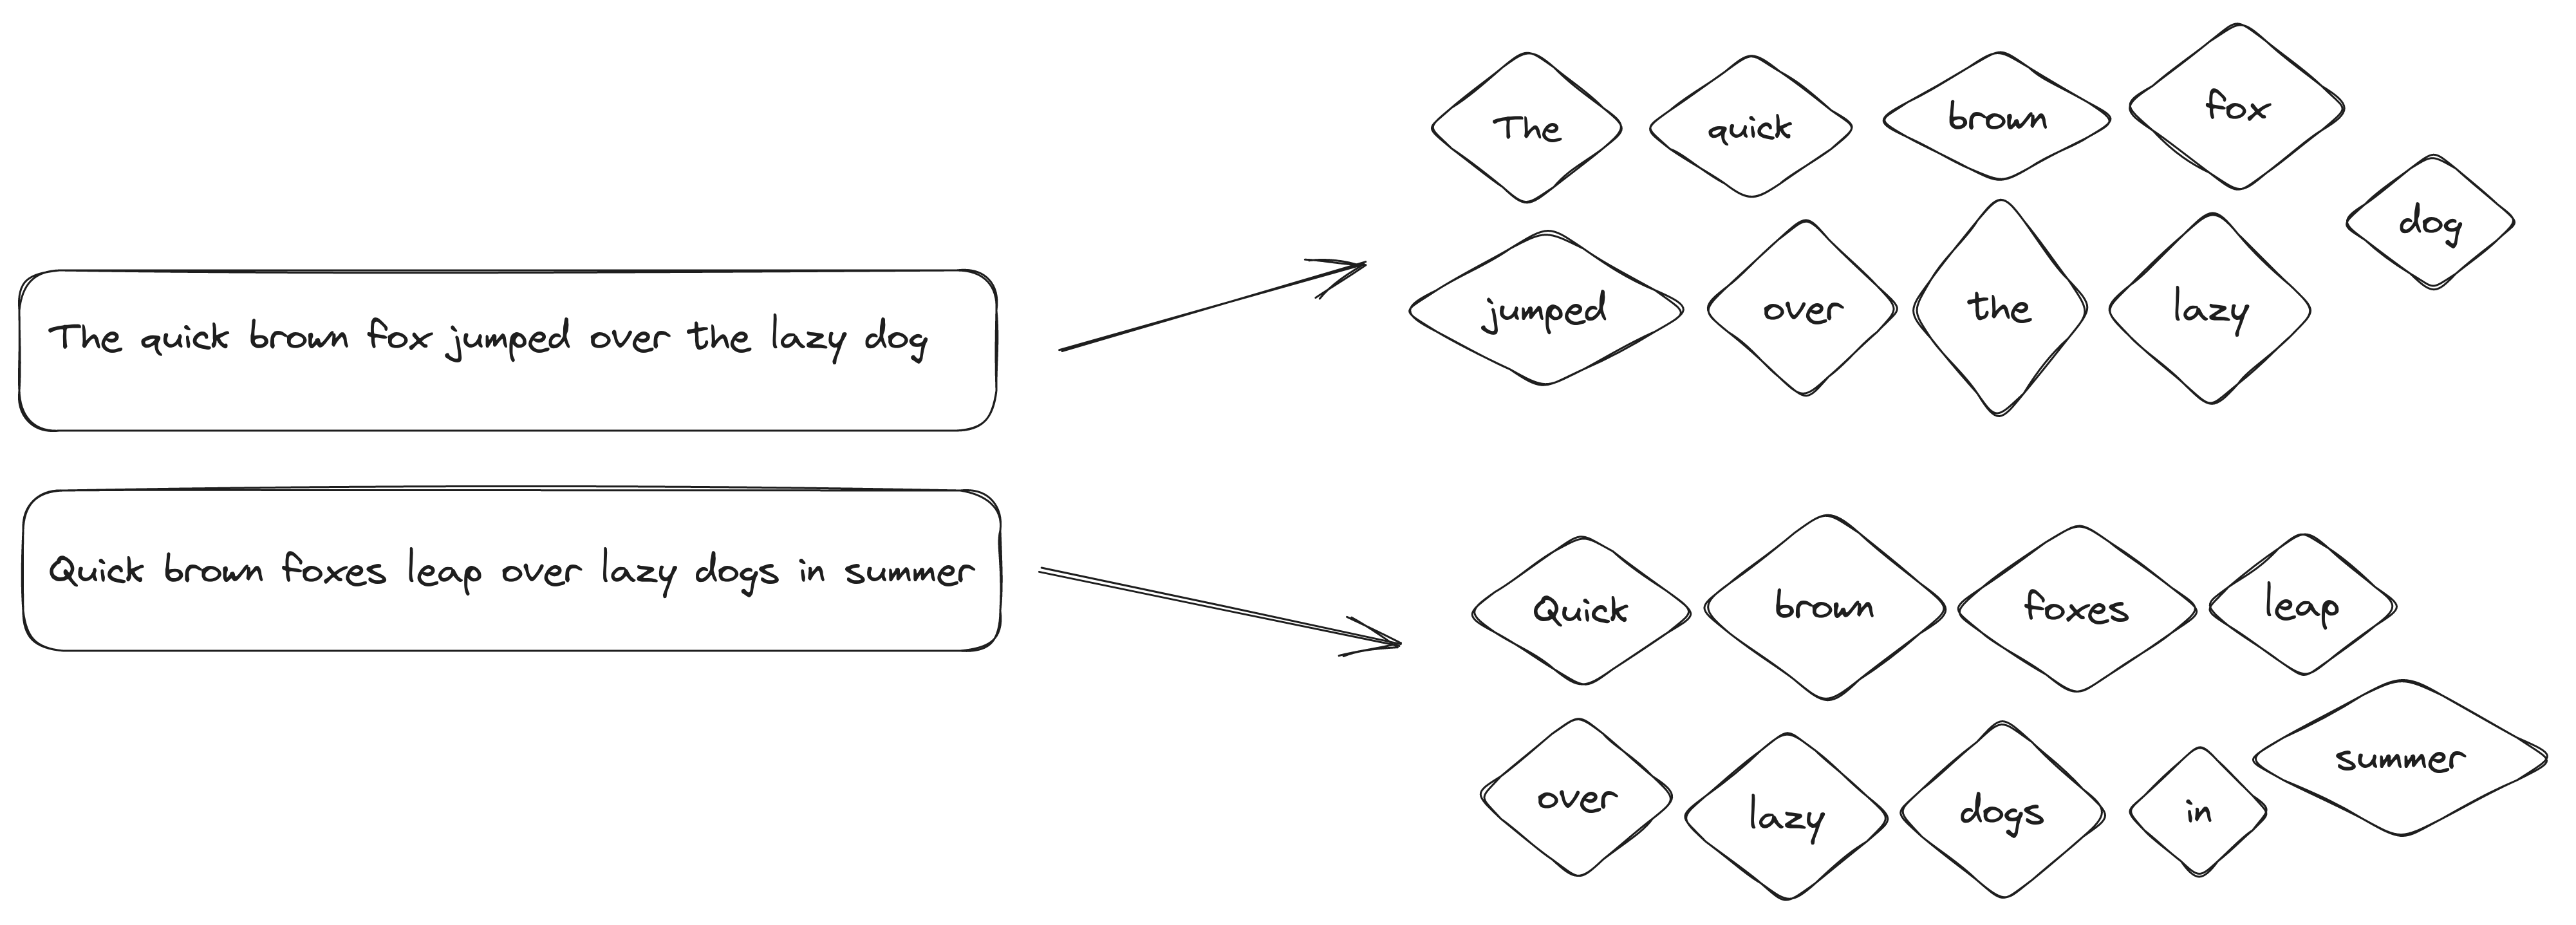 The quick brown fox jumped over the lazy dog
Quick brown foxes leap over lazy dogs in summer
The
quick
brown
fox
jumped
over
the
lazy
dog
Quick
brown
foxes
leap
over
lazy
dogs
in
summer